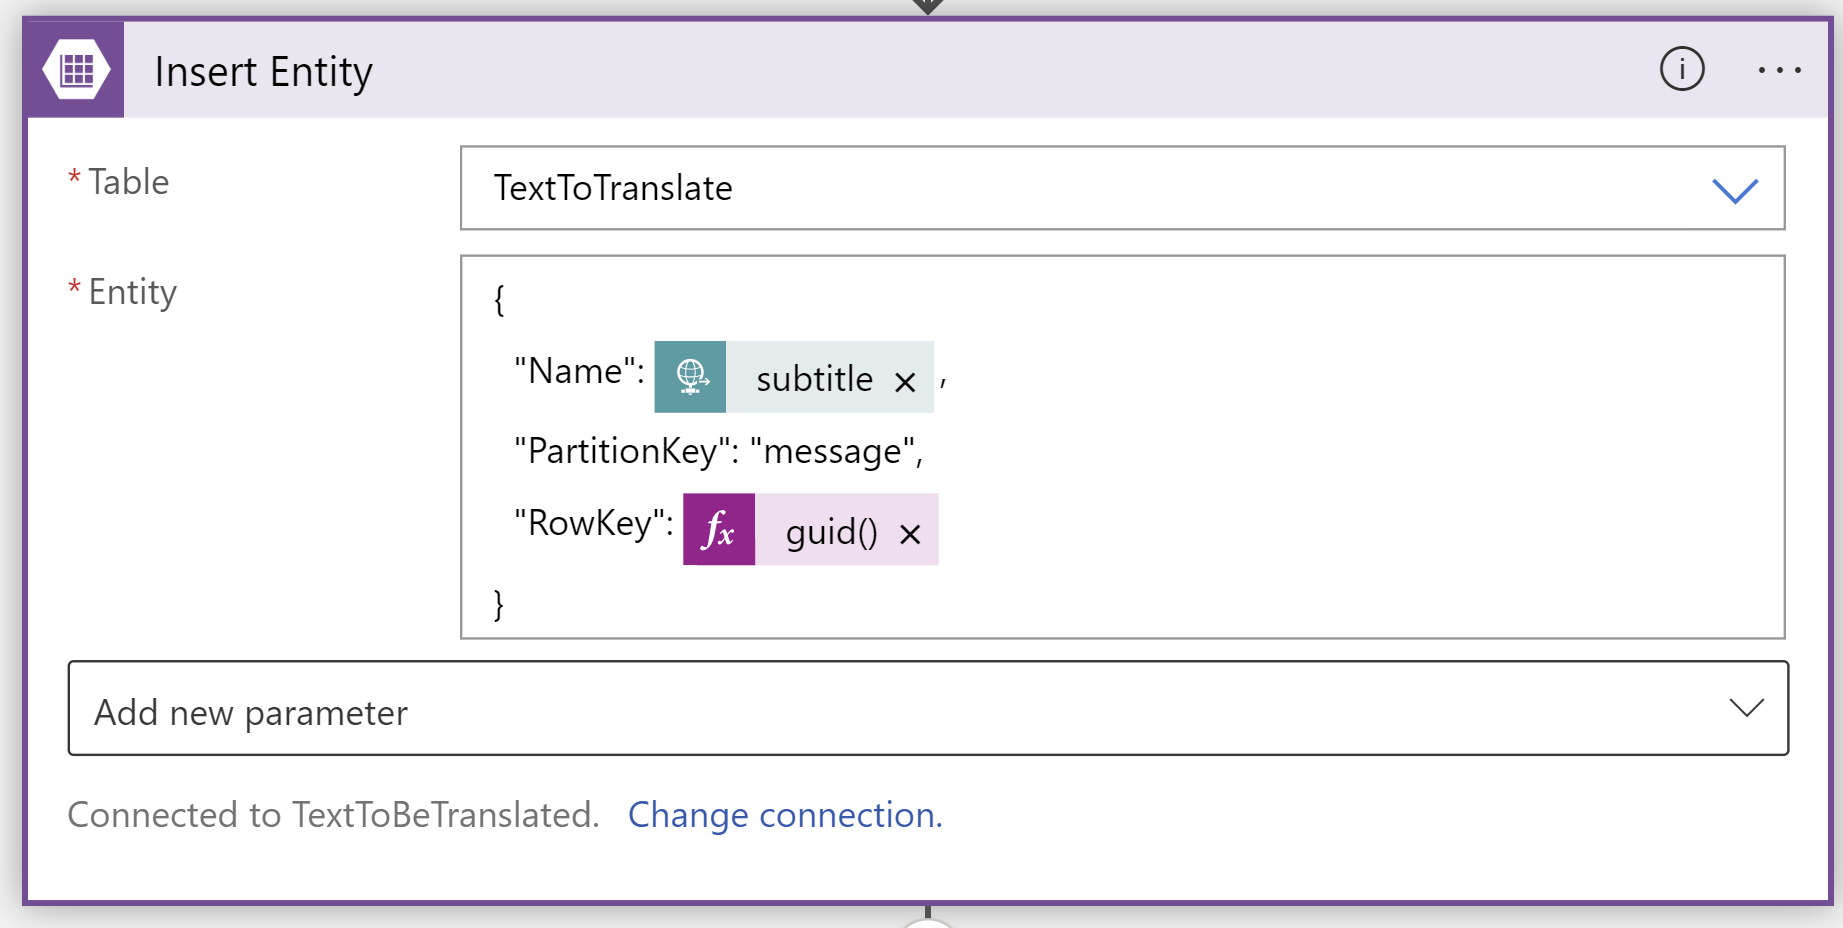 Insert Entity
* Table
TextToTranslate
* Entity
{
"Name": subtitle × ,
"PartitionKey": "message",
"RowKey": fx guid() ×
}
Add new parameter
Connected to TextToBeTranslated. Change connection.